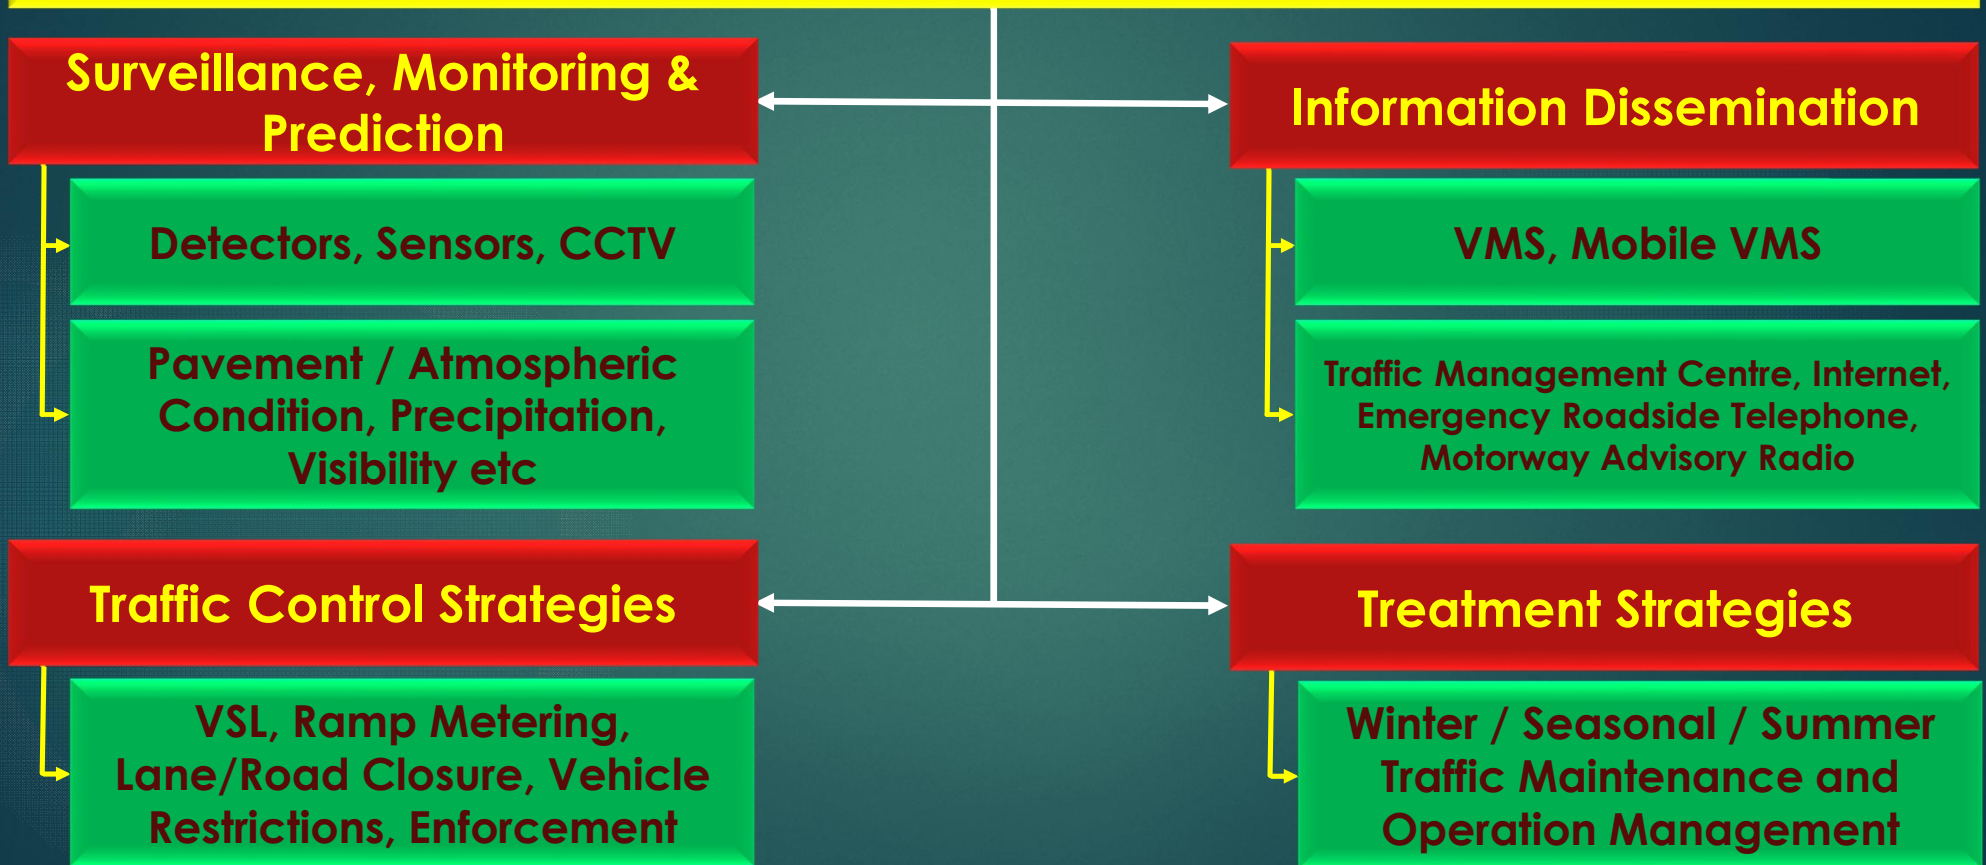 Surveillance, Monitoring &
Prediction
Detectors, Sensors, CCTV
Pavement / Atmospheric
Condition, Precipitation,
Visibility etc
Information Dissemination
VMS, Mobile VMS
Traffic Management Centre, Internet,
Emergency Roadside Telephone,
Motorway Advisory Radio
Traffic Control Strategies
VSL, Ramp Metering,
Lane/Road Closure, Vehicle
Restrictions, Enforcement
Treatment Strategies
Winter / Seasonal / Summer
Traffic Maintenance and
Operation Management